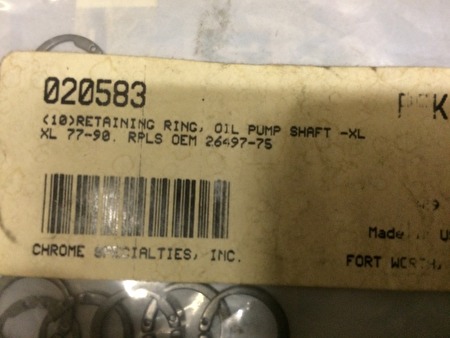 020583
(10)RETAINING RING, OIL PUMP SHAFT -XL
XL 77-90. RPLS OEM 26497-75
Made
CHROME SPECIALTIES, INC.
FORT WORTH,